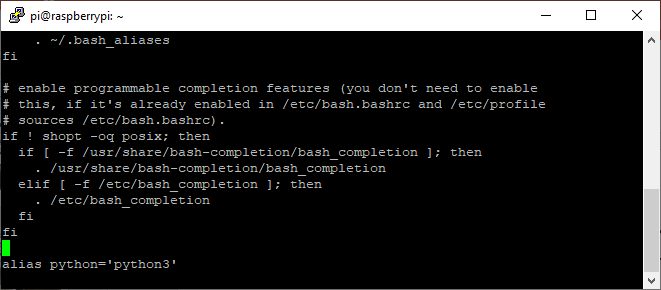 pi@raspberrypi: ~
    . ~/.bash_aliases
fi

# enable programmable completion features (you don't need to enable
# this, if it's already enabled in /etc/bash.bashrc and /etc/profile
# sources /etc/bash.bashrc).
if ! shopt -oq posix; then
  if [ -f /usr/share/bash-completion/bash_completion ]; then
    . /usr/share/bash-completion/bash_completion
  elif [ -f /etc/bash_completion ]; then
    . /etc/bash_completion
  fi
fi

alias python='python3'